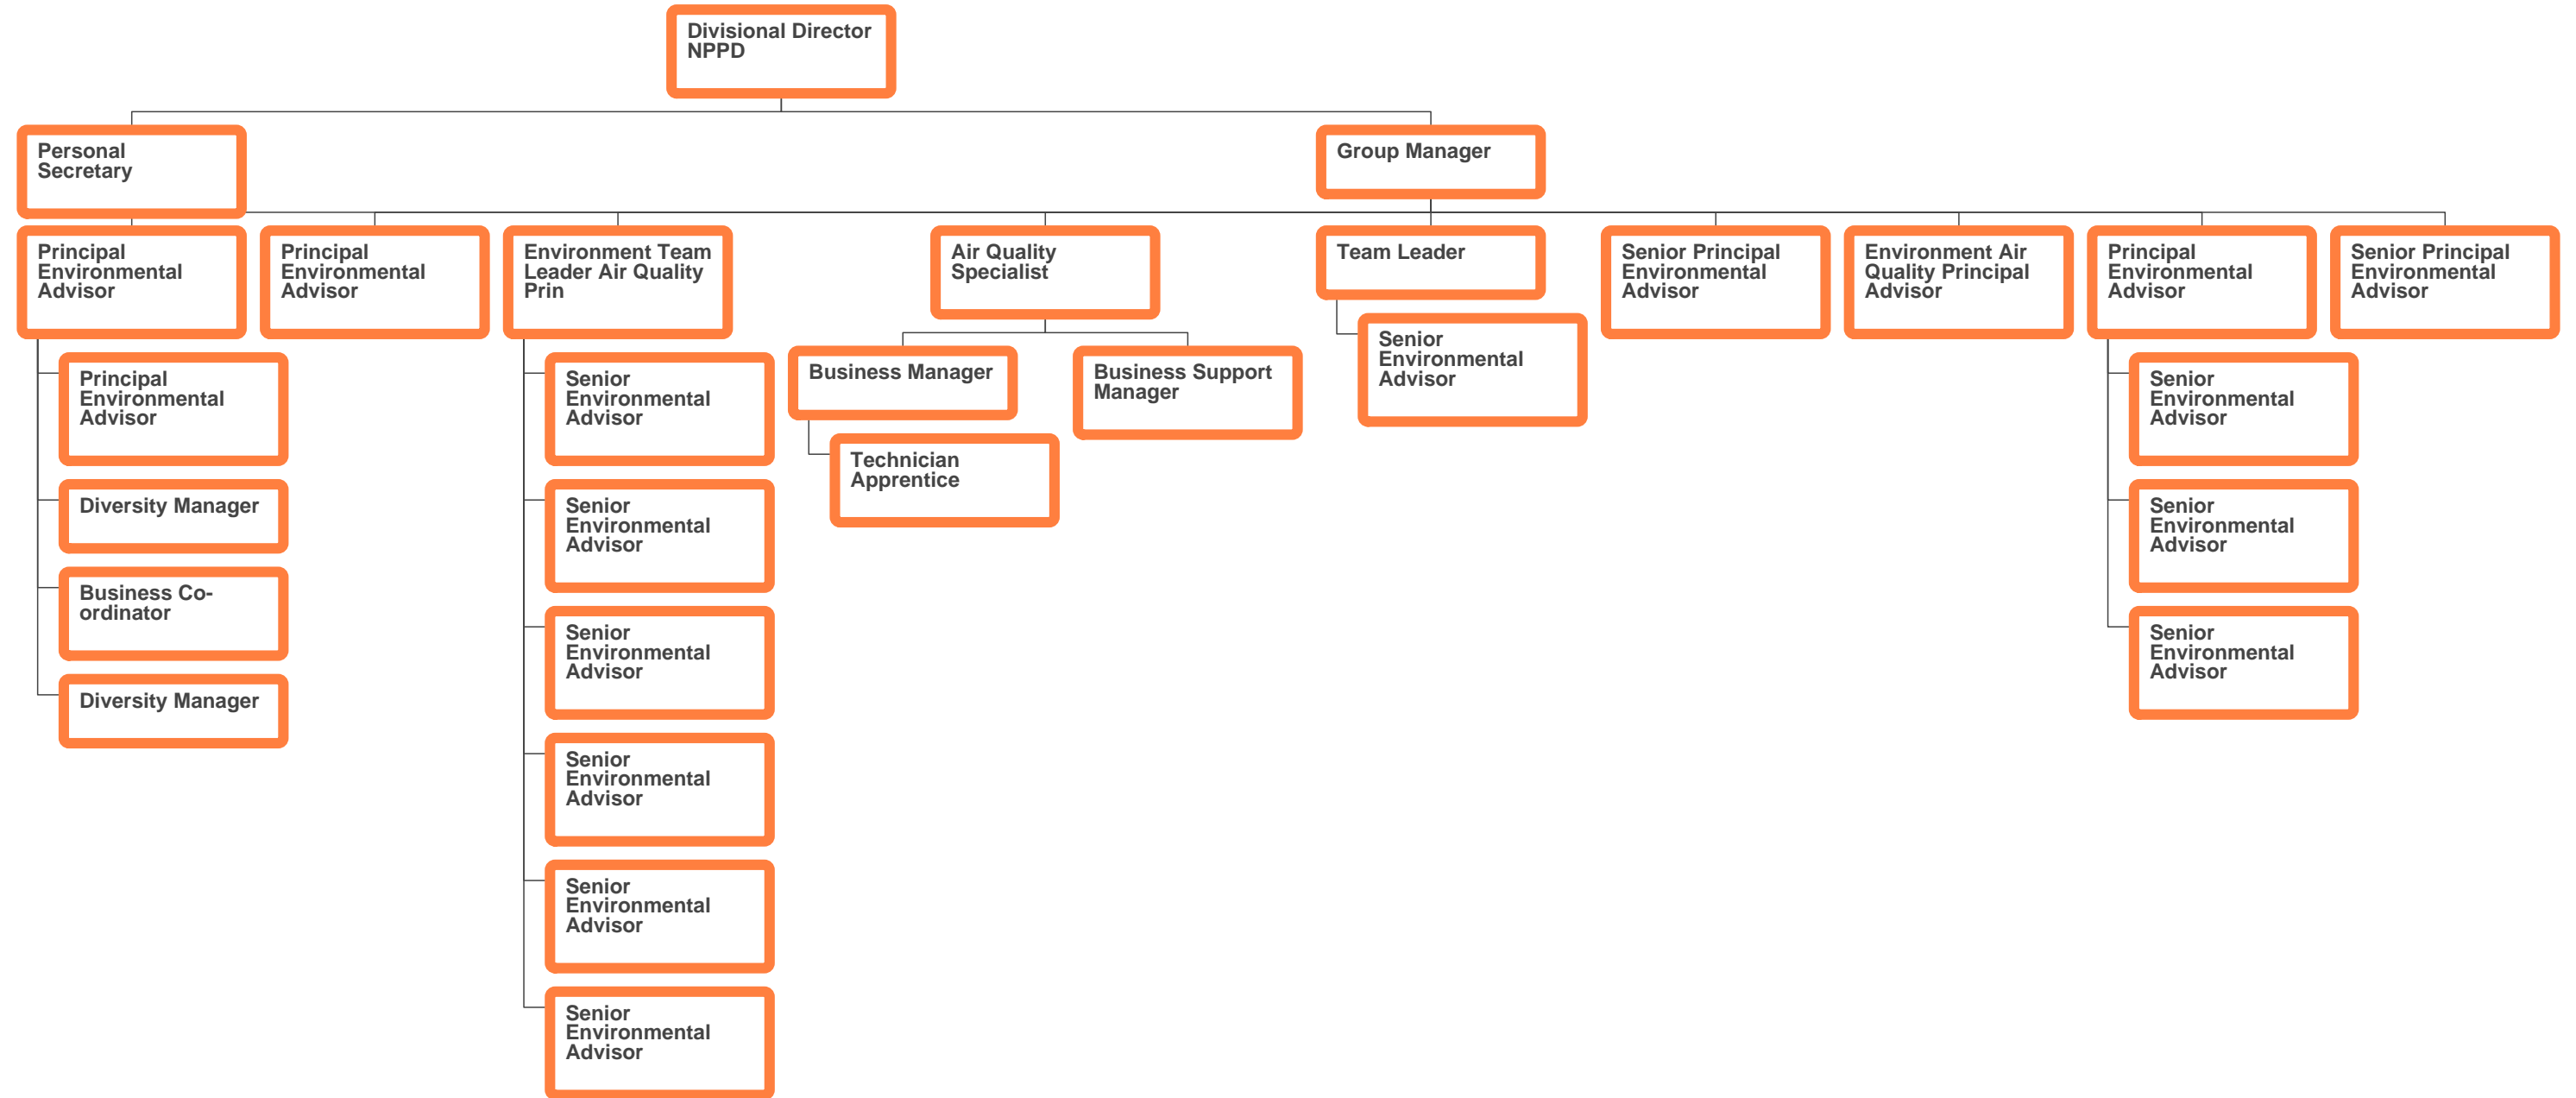 Divisional Director
NPPD
Personal
Secretary
Group Manager
Principal
Environmental
Advisor
Principal
Environmental
Advisor
Environment Team
Leader Air Quality
Prin
Air Quality
Specialist
Team Leader
Senior Principal
Environmental
Advisor
Environment Air
Quality Principal
Advisor
Principal
Environmental
Advisor
Senior Principal
Environmental
Advisor
Principal
Environmental
Advisor
Diversity Manager
Business Co-
ordinator
Diversity Manager
Senior
Environmental
Advisor
Senior
Environmental
Advisor
Senior
Environmental
Advisor
Senior
Environmental
Advisor
Senior
Environmental
Advisor
Senior
Environmental
Advisor
Business Manager
Technician
Apprentice
Business Support
Manager
Senior
Environmental
Advisor
Senior
Environmental
Advisor
Senior
Environmental
Advisor
Senior
Environmental
Advisor